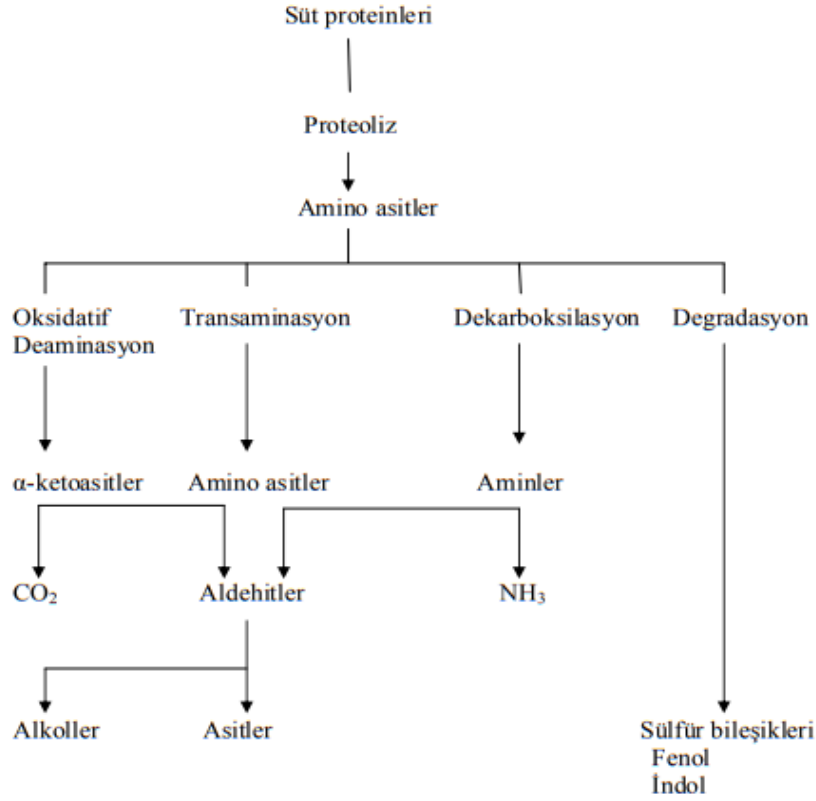 Süt proteinleri
Proteoliz
Amino asitler
Oksidatif Deaminasyon
Transaminasyon
Dekarboksilasyon
Degradasyon
α-ketoasitler
Amino asitler
Aminler
CO₂
Aldehitler
NH₃
Alkoller
Asitler
Sülfür bileşikleri
Fenol
İndol